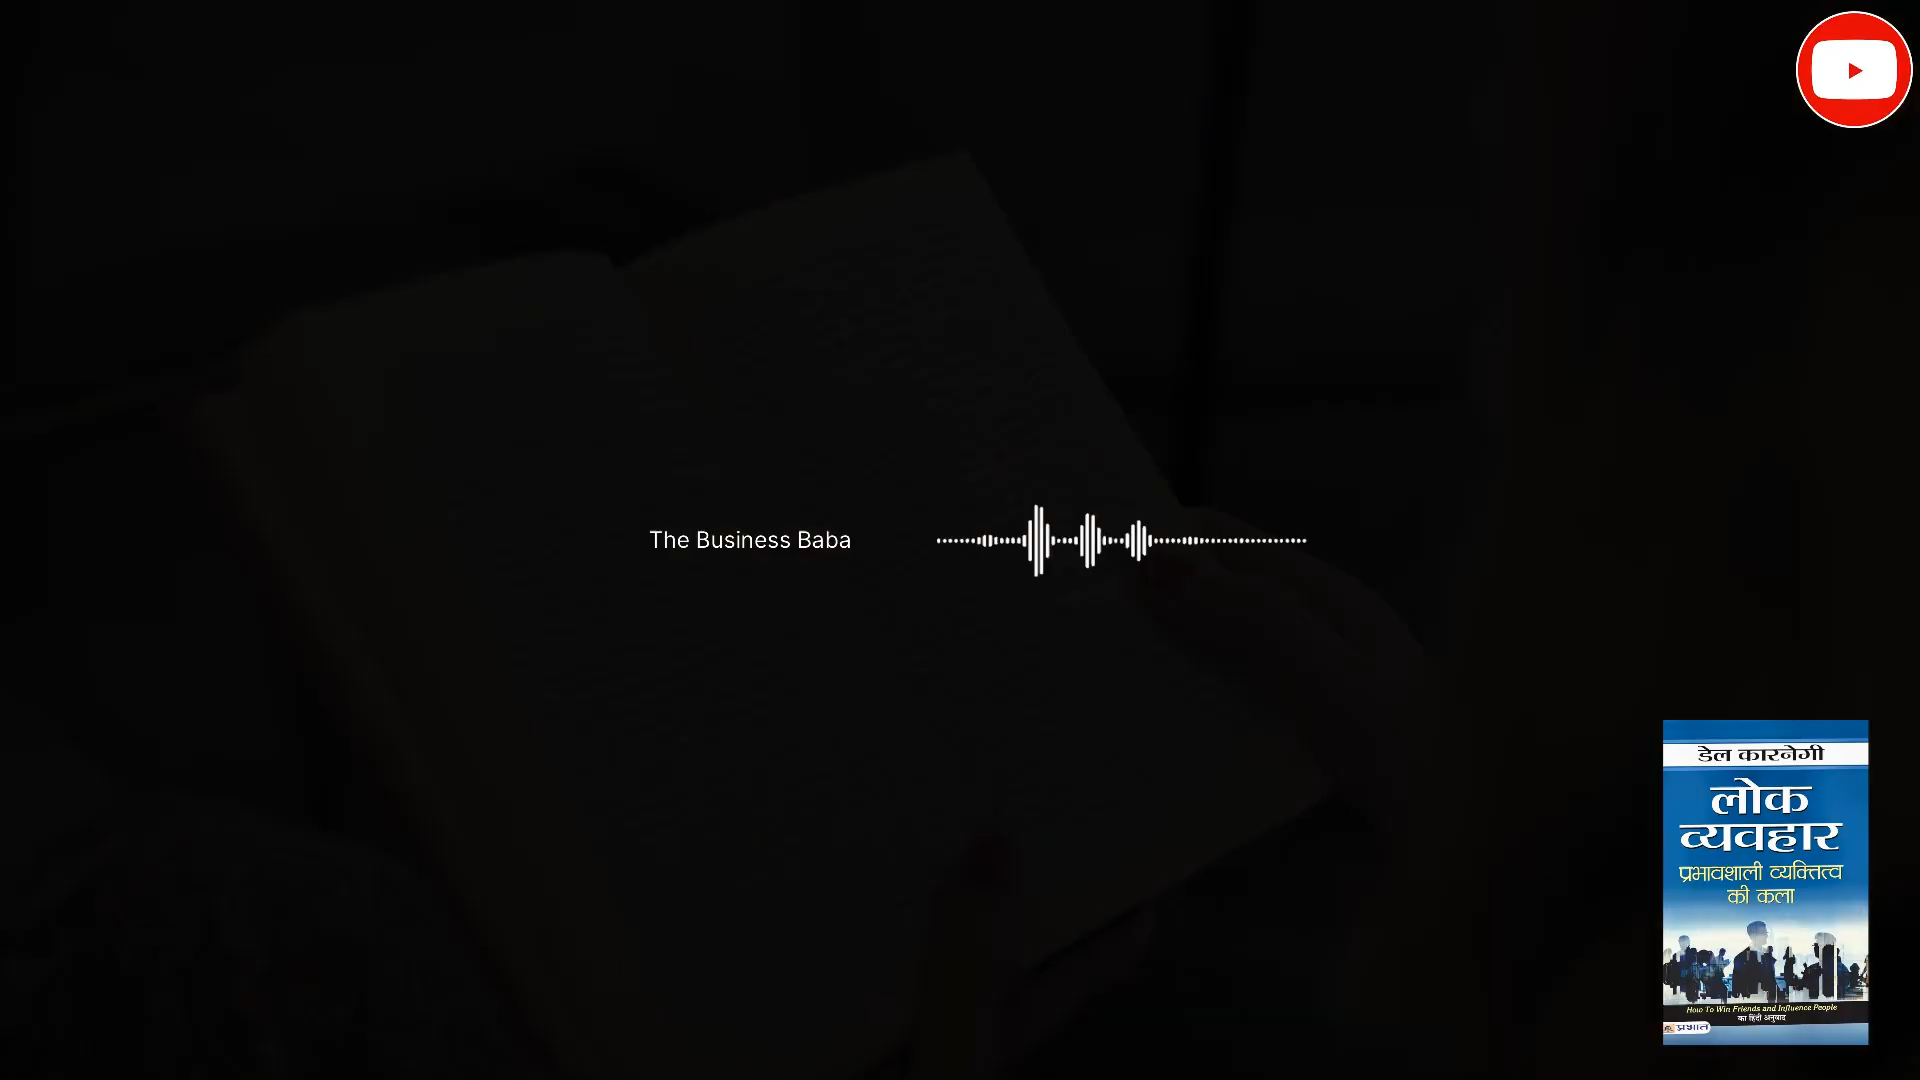 The Business Baba
डेल कारनेगी
लोक
व्यवहार
प्रभावशाली व्यक्तित्व
की कला
How To Win Friends and Influence People
का हिंदी अनुवाद
प्रभात